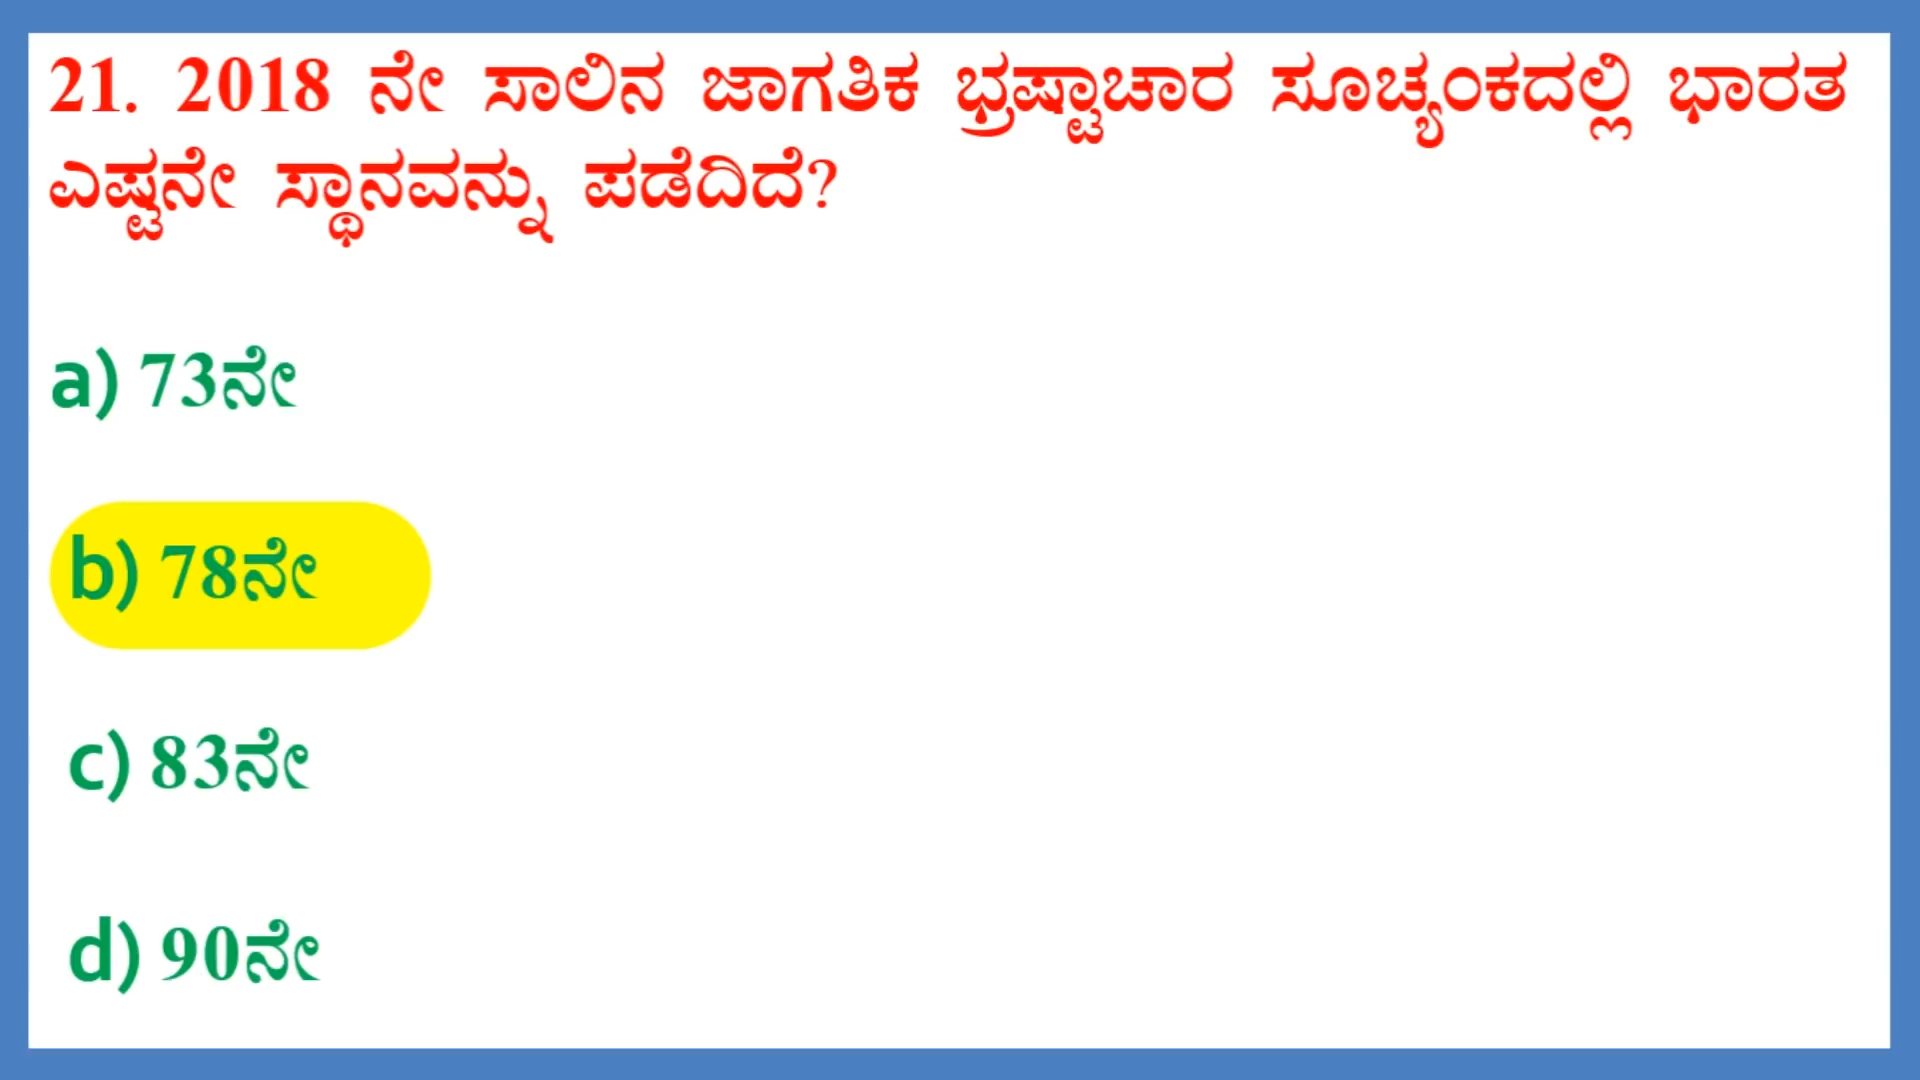 21. 2018 ನೇ ಸಾಲಿನ ಜಾಗತಿಕ ಭ್ರಷ್ಟಾಚಾರ ಸೂಚ್ಯಂಕದಲ್ಲಿ ಭಾರತ
ಎಷ್ಟನೇ ಸ್ಥಾನವನ್ನು ಪಡೆದಿದೆ?
a) 73ನೇ
b) 78ನೇ
c) 83ನೇ
d) 90ನೇ